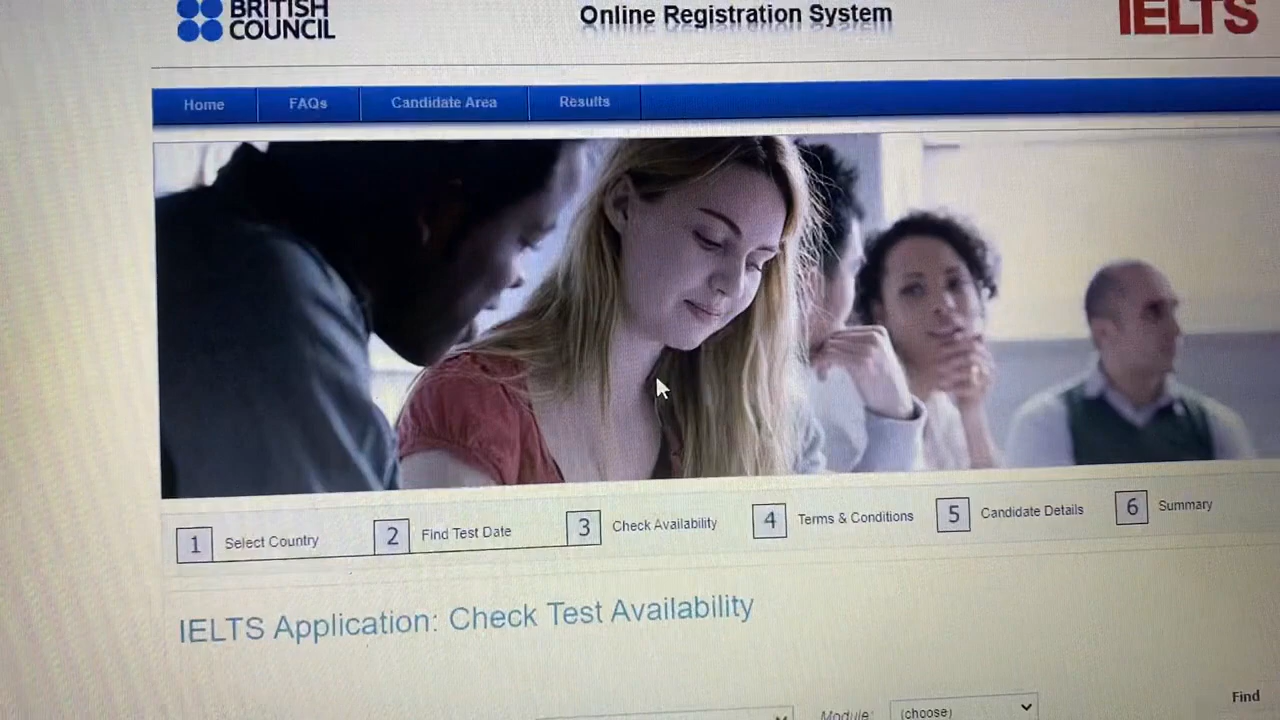 BRITISH
COUNCIL
Online Registration System
IELTS
Home
FAQs
Candidate Area
Results
1 Select Country
2 Find Test Date
3 Check Availability
4 Terms & Conditions
5 Candidate Details
6 Summary
IELTS Application: Check Test Availability
Find
Module:
(choose)